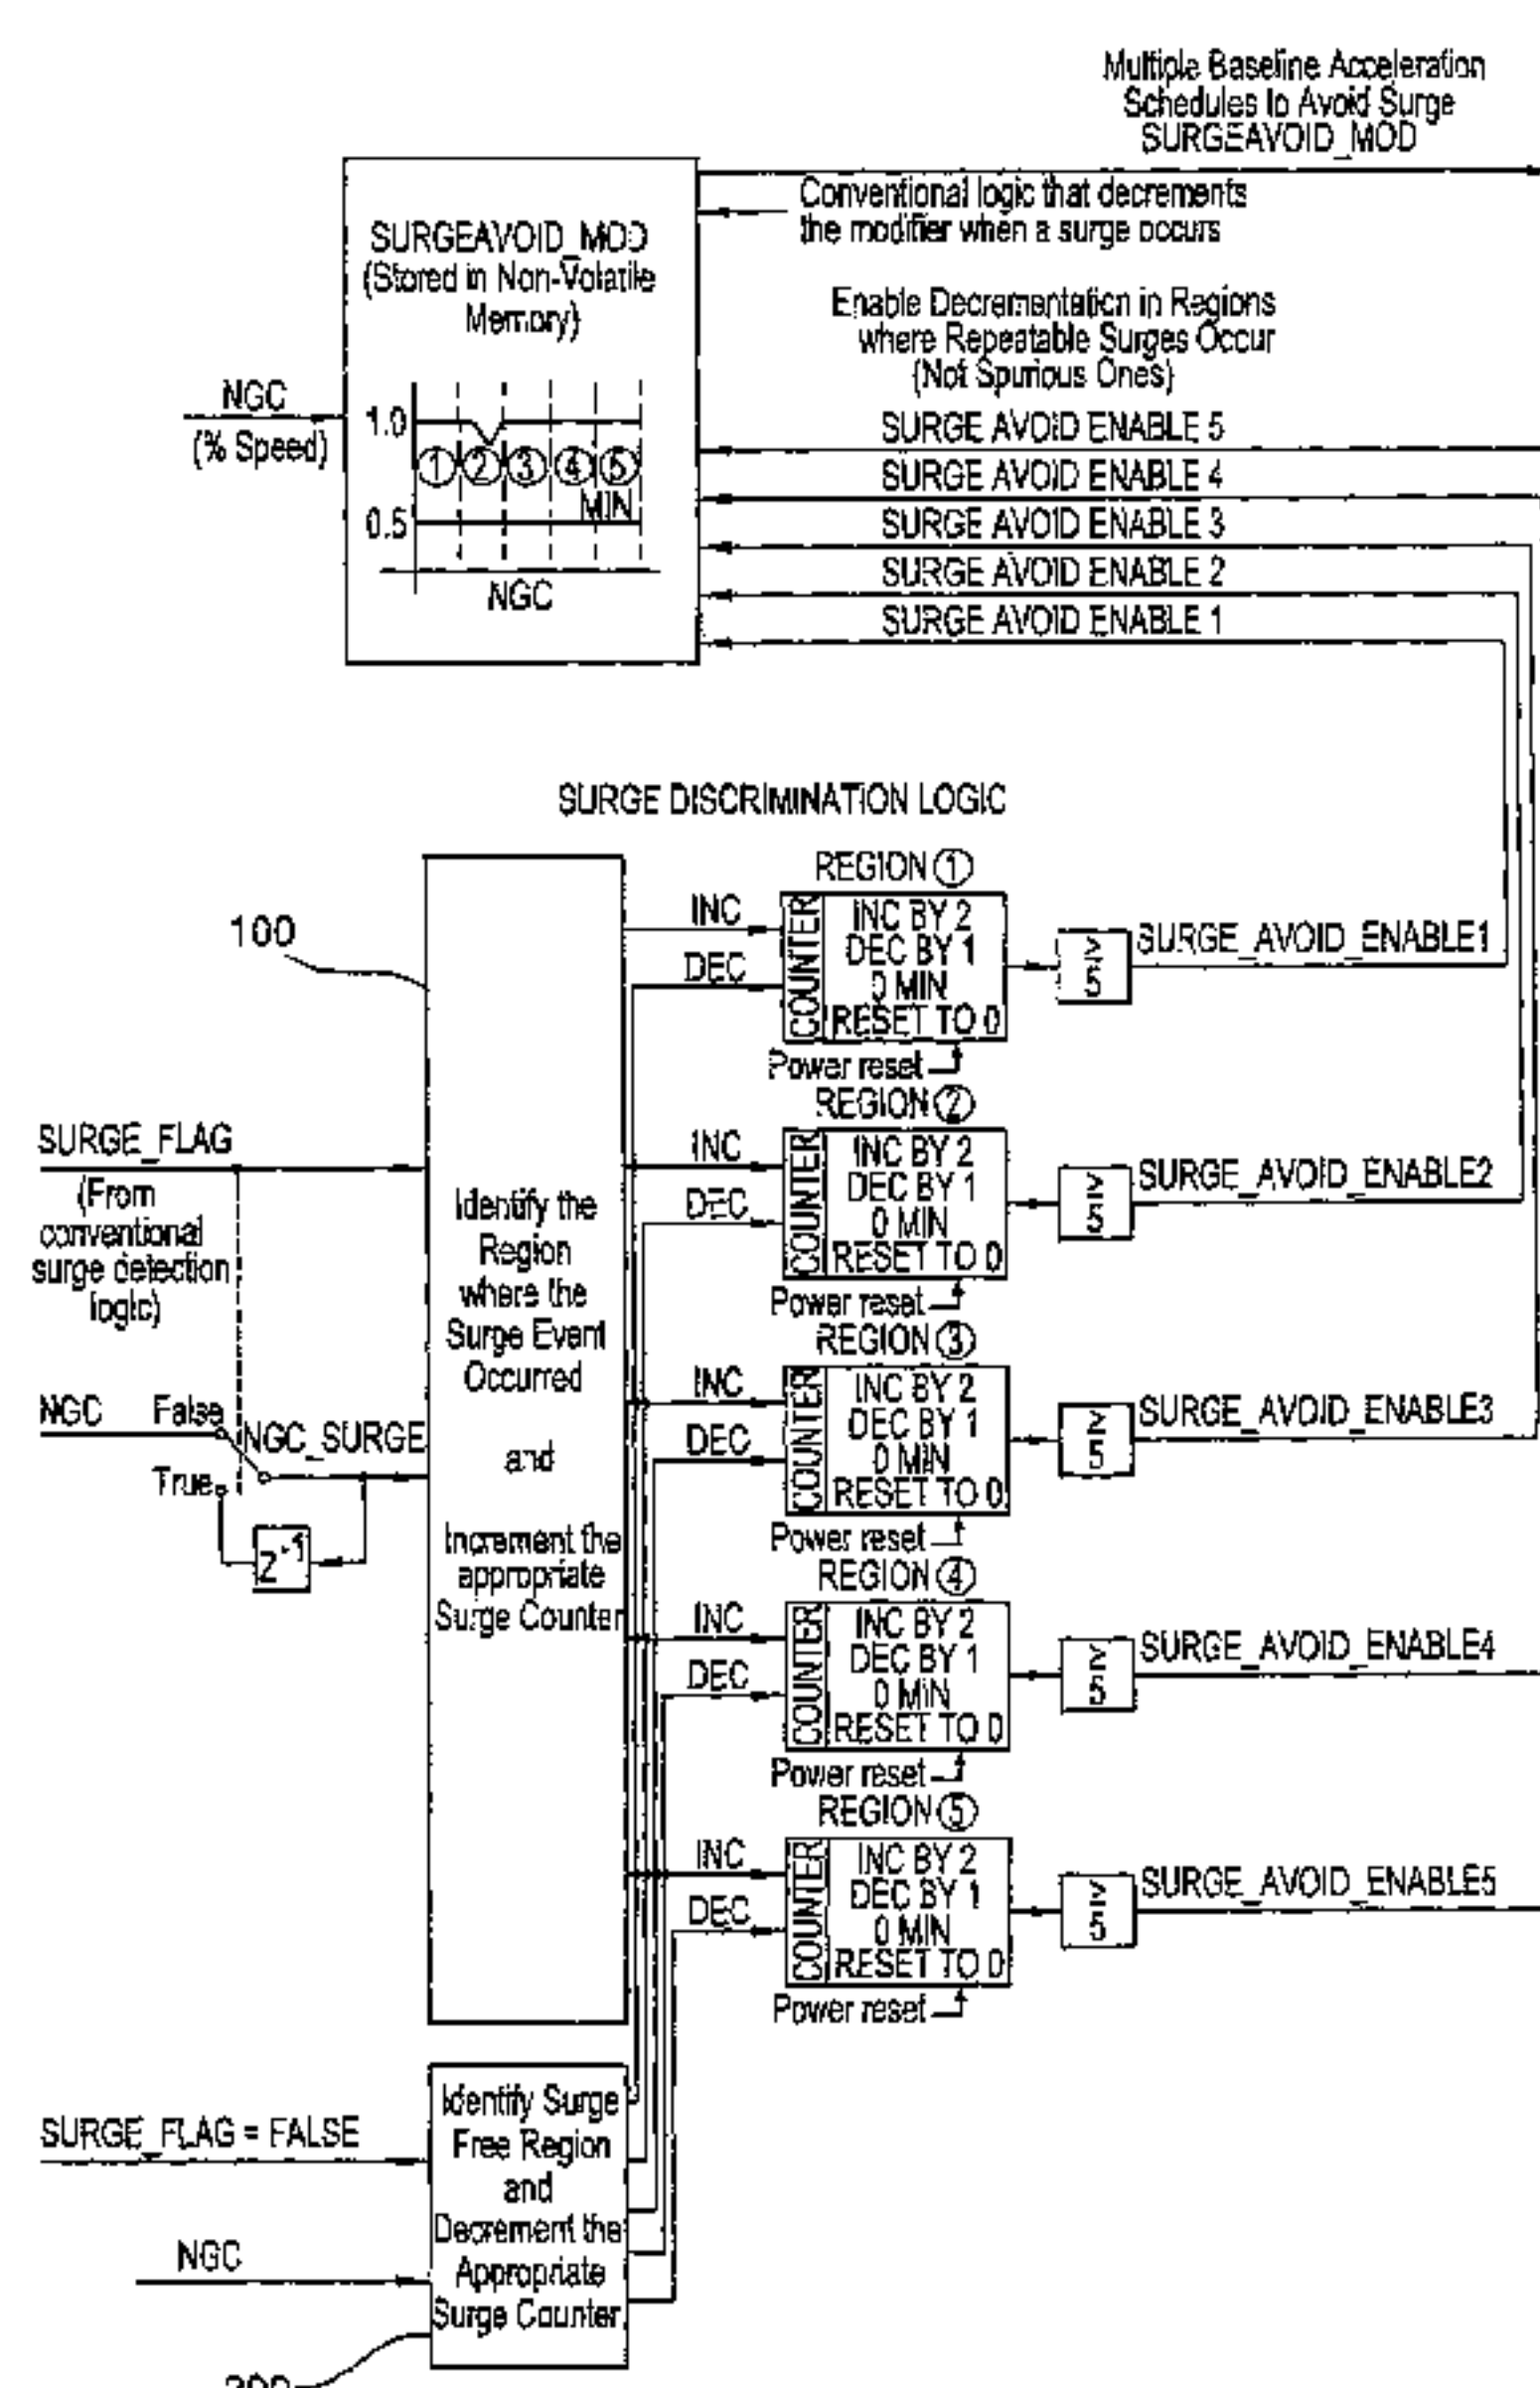 Multiple Baseline Acceleration
Schedules to Avoid Surge
SURGEAVOID_MOD
Conventional logic that decrements
the modifier when a surge occurs
SURGEAVOID_MOD
(Stored in Non-Volatile
Memory)
Enable Decrementation in Regions
where Repeatable Surges Occur
(Not Spurious Ones)
NGC
(% Speed)
1.0
1 2 3 4 5
MIN
0.5
NGC
SURGE AVOID ENABLE 5
SURGE AVOID ENABLE 4
SURGE AVOID ENABLE 3
SURGE AVOID ENABLE 2
SURGE AVOID ENABLE 1
SURGE DISCRIMINATION LOGIC
100
SURGE_FLAG
(From
conventional
surge detection
logic)
NGC
False
True
NGC_SURGE
Z-1
Identify the
Region
where the
Surge Event
Occurred
and
Increment the
appropriate
Surge Counter
REGION 1
INC
DEC
COUNTER
INC BY 2
DEC BY 1
0 MIN
RESET TO 0
Power reset
≥
5
SURGE_AVOID_ENABLE1
REGION 2
INC
DEC
COUNTER
INC BY 2
DEC BY 1
0 MIN
RESET TO 0
Power reset
≥
5
SURGE_AVOID_ENABLE2
REGION 3
INC
DEC
COUNTER
INC BY 2
DEC BY 1
0 MIN
RESET TO 0
Power reset
≥
5
SURGE_AVOID_ENABLE3
REGION 4
INC
DEC
COUNTER
INC BY 2
DEC BY 1
0 MIN
RESET TO 0
Power reset
≥
5
SURGE_AVOID_ENABLE4
REGION 5
INC
DEC
COUNTER
INC BY 2
DEC BY 1
0 MIN
RESET TO 0
Power reset
≥
5
SURGE_AVOID_ENABLE5
SURGE_FLAG = FALSE
NGC
Identify Surge
Free Region
and
Decrement the
Appropriate
Surge Counter